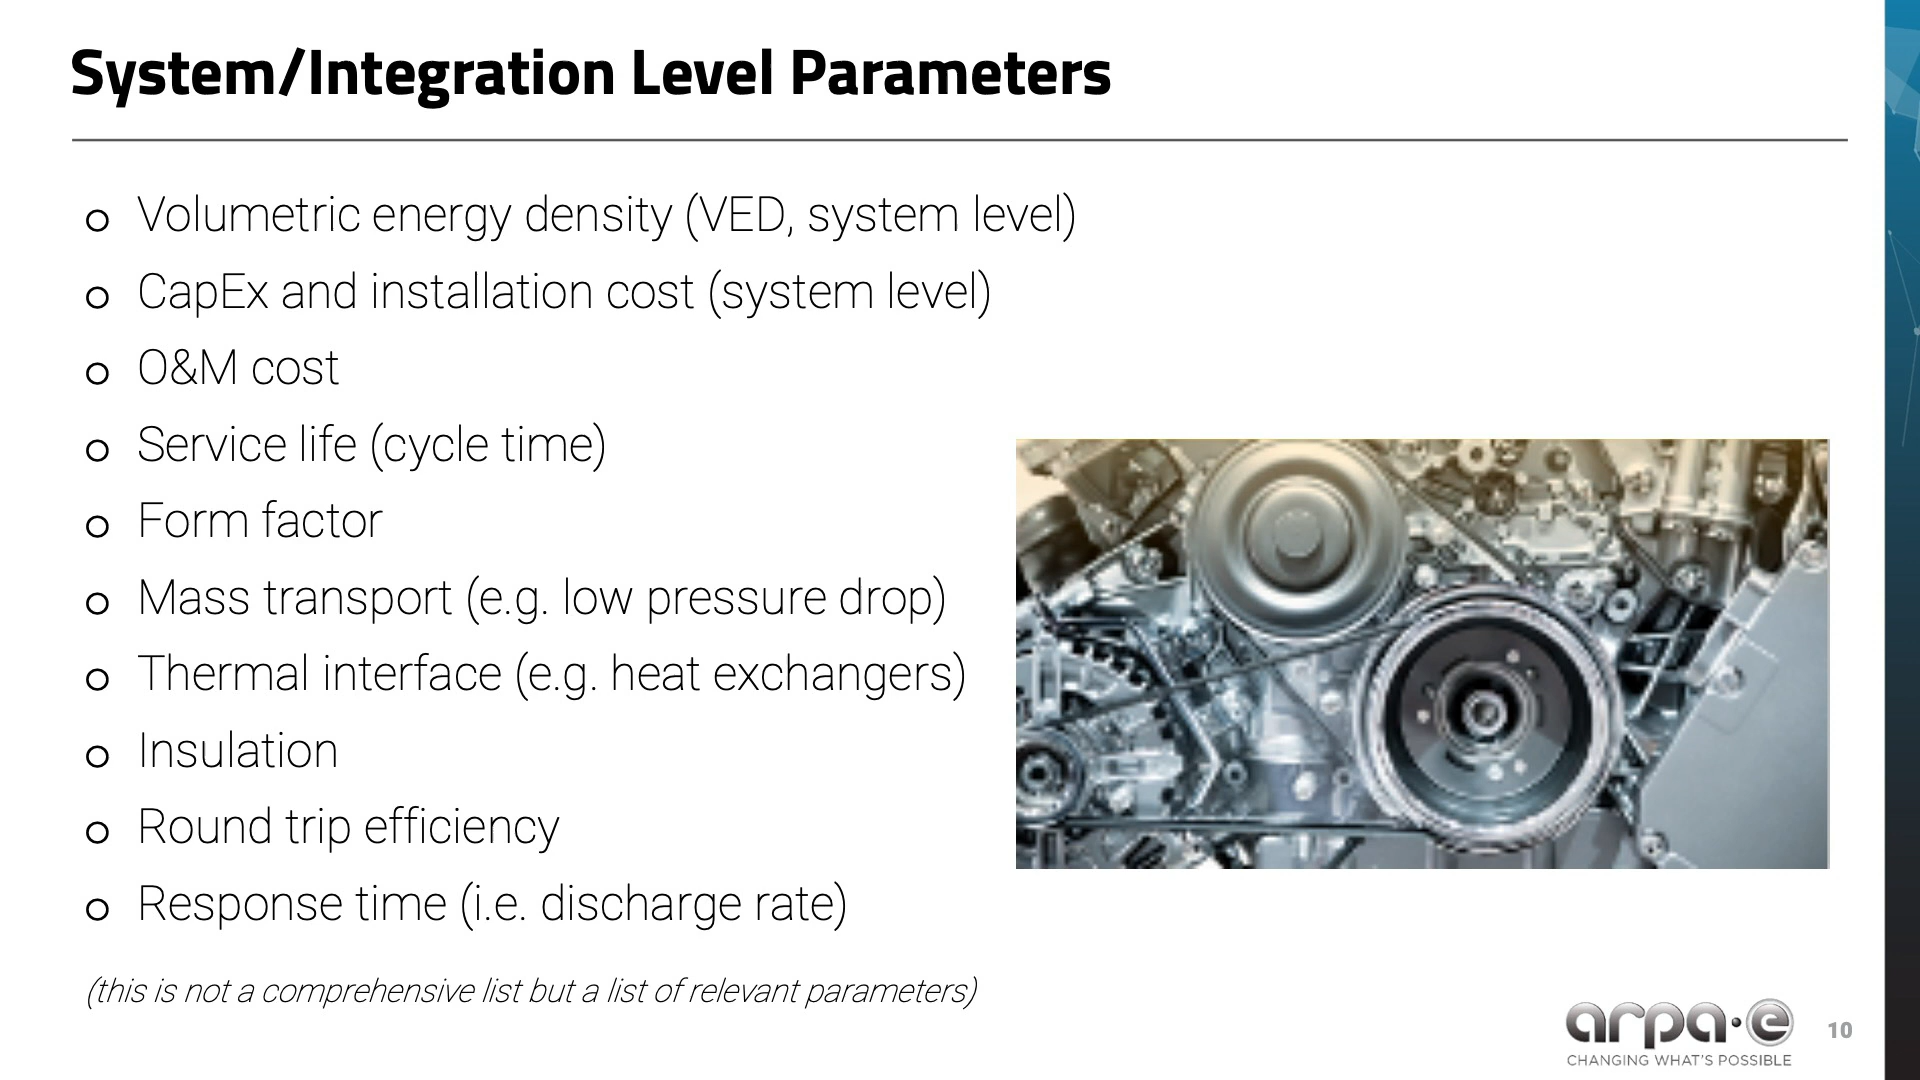 System/Integration Level Parameters
o Volumetric energy density (VED, system level)
o CapEx and installation cost (system level)
o O&M cost
o Service life (cycle time)
o Form factor
o Mass transport (e.g. low pressure drop)
o Thermal interface (e.g. heat exchangers)
o Insulation
o Round trip efficiency
o Response time (i.e. discharge rate)
(this is not a comprehensive list but a list of relevant parameters)
arpa·e
CHANGING WHAT'S POSSIBLE
10